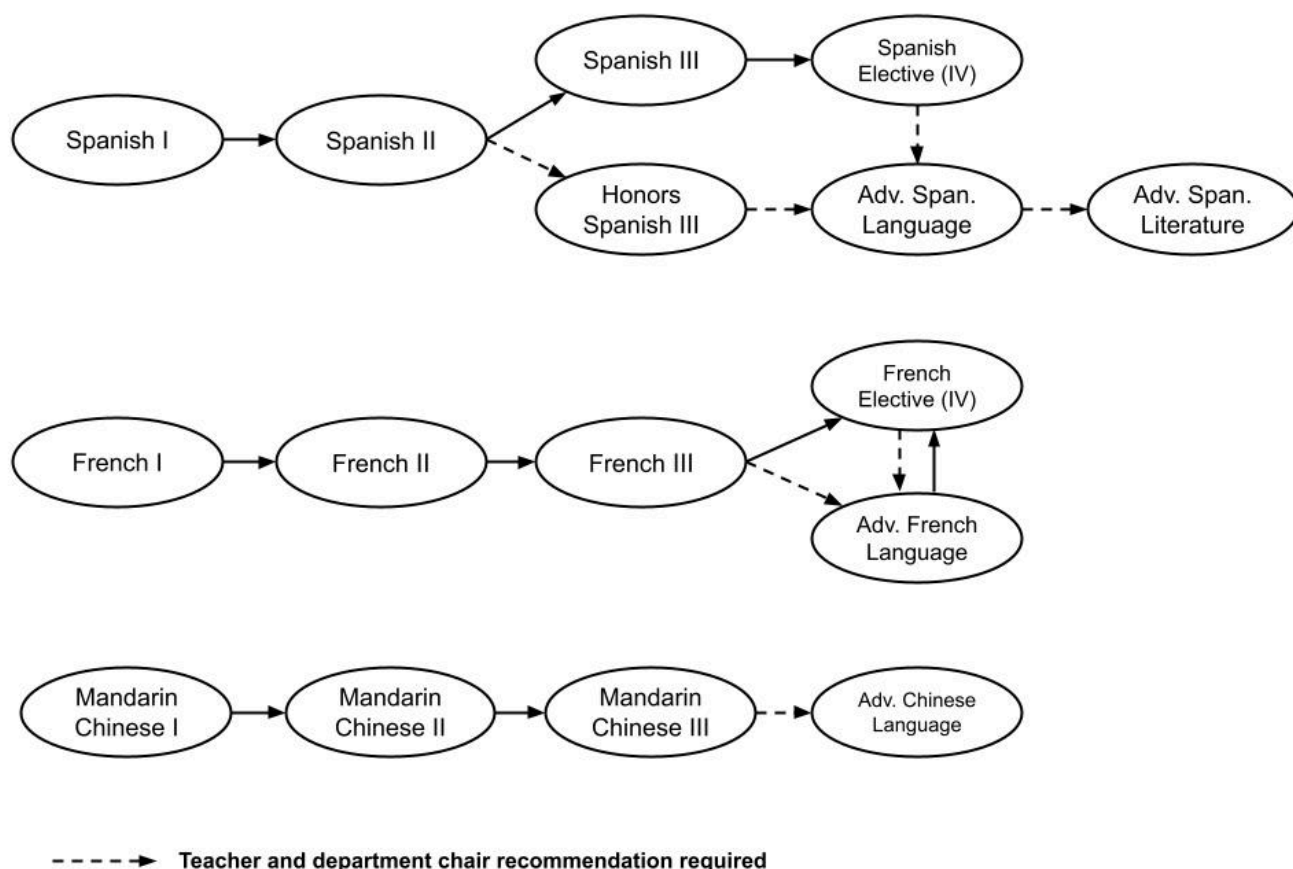 Spanish I
Spanish II
Spanish III
Spanish
Elective (IV)
Honors
Spanish III
Adv. Span.
Language
Adv. Span.
Literature
French I
French II
French III
French
Elective (IV)
Adv. French
Language
Mandarin
Chinese I
Mandarin
Chinese II
Mandarin
Chinese III
Adv. Chinese
Language
Teacher and department chair recommendation required